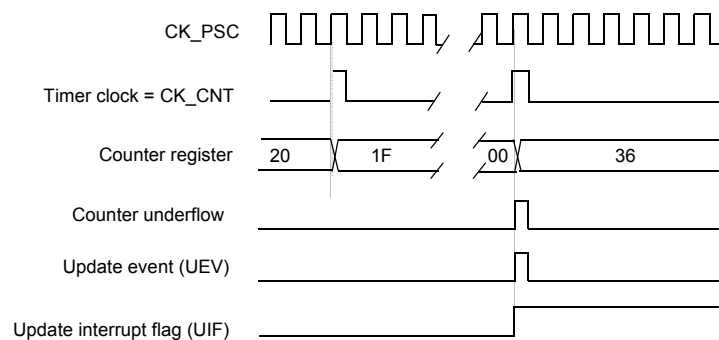 CK_PSC
Timer clock = CK_CNT
Counter register 20 1F 00 36
Counter underflow
Update event (UEV)
Update interrupt flag (UIF)